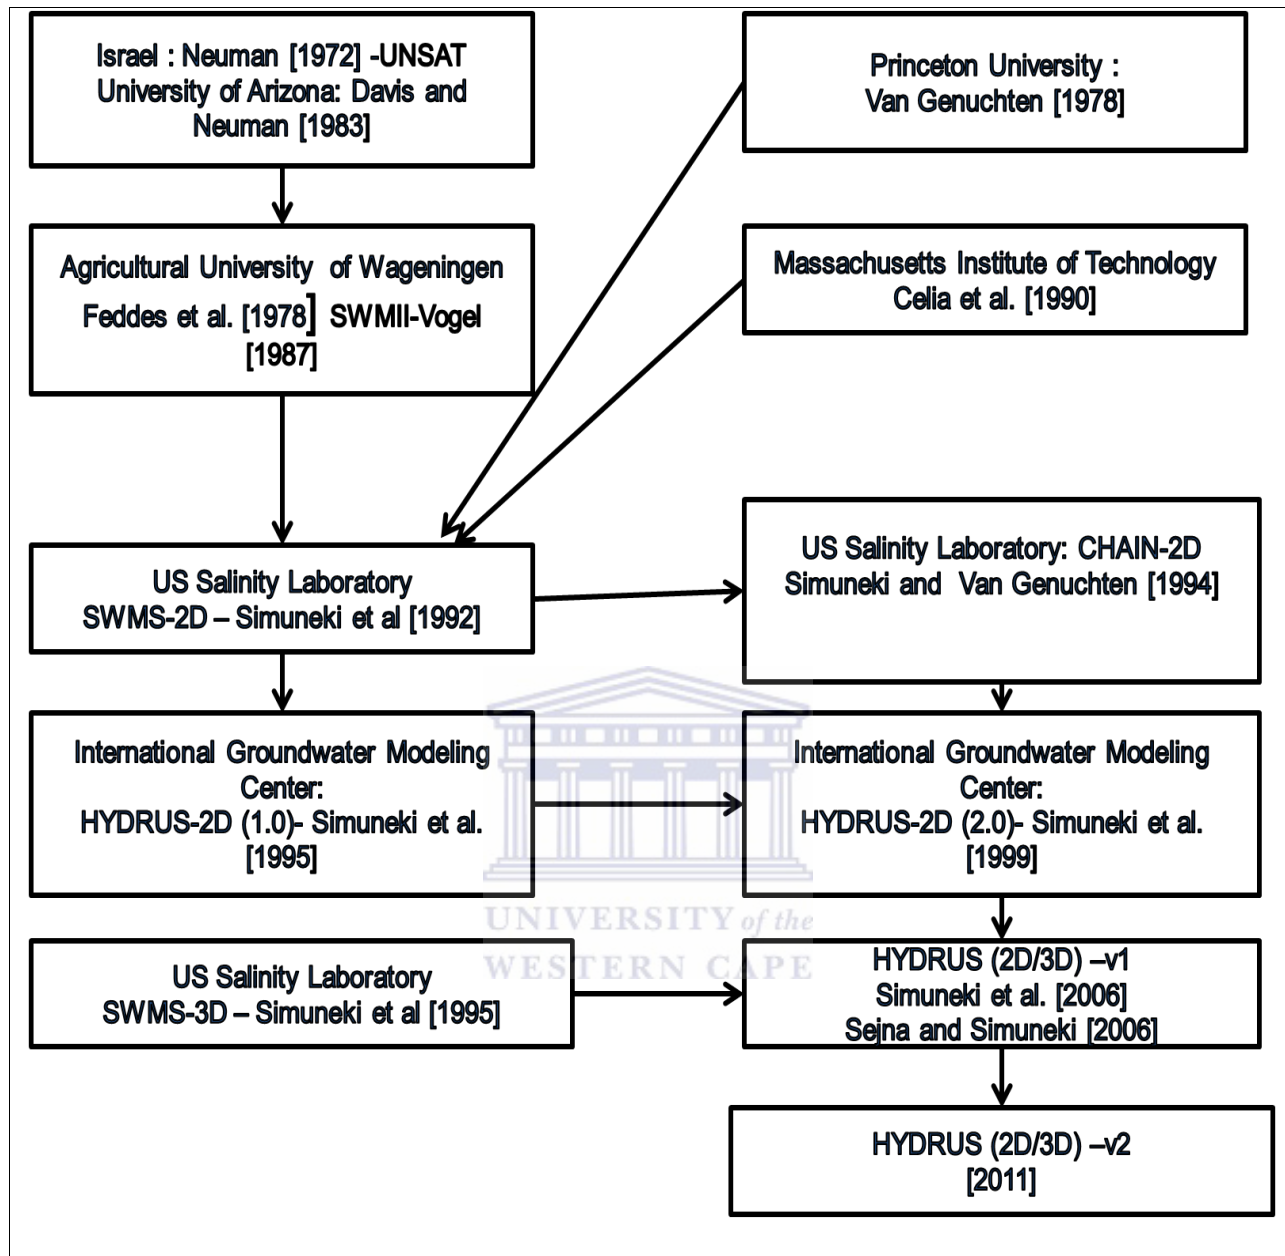 Israel : Neuman [1972] -UNSAT
University of Arizona: Davis and
Neuman [1983]
Princeton University :
Van Genuchten [1978]
Agricultural University of Wageningen
Feddes et al. [1978] SWMII-Vogel
[1987]
Massachusetts Institute of Technology
Celia et al. [1990]
US Salinity Laboratory
SWMS-2D – Simuneki et al [1992]
US Salinity Laboratory: CHAIN-2D
Simuneki and Van Genuchten [1994]
International Groundwater Modeling
Center:
HYDRUS-2D (1.0)- Simuneki et al.
[1995]
International Groundwater Modeling
Center:
HYDRUS-2D (2.0)- Simuneki et al.
[1999]
UNIVERSITY of the
WESTERN CAPE
US Salinity Laboratory
SWMS-3D – Simuneki et al [1995]
HYDRUS (2D/3D) –v1
Simuneki et al. [2006]
Sejna and Simuneki [2006]
HYDRUS (2D/3D) –v2
[2011]